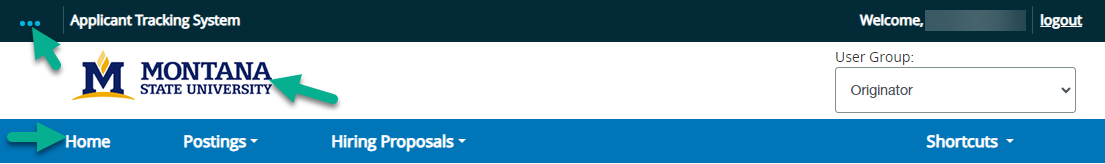 Applicant Tracking System Welcome, logout
MONTANA
STATE UNIVERSITY
User Group:
Originator
Home Postings Hiring Proposals Shortcuts